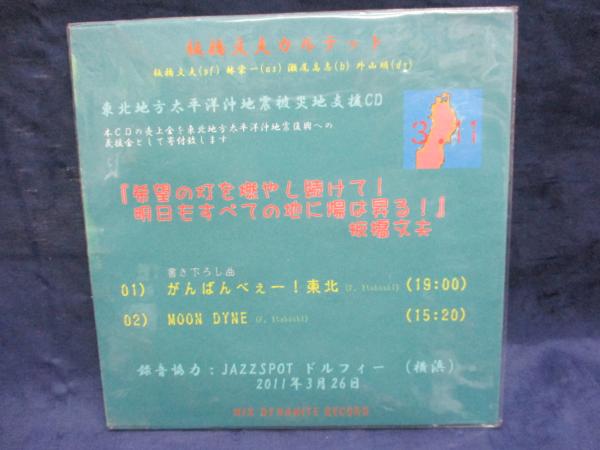 板橋文夫カルテット
板橋文夫(pf) 林栄一(as) 瀬尾高志(b) 外山明(ds)
東北地方太平洋沖地震被災地支援CD
本CDの売上金を東北地方太平洋沖地震復興への
義援金として寄付致します
3.11
『希望の灯を燃やし続けて!
明日もすべての地に陽は昇る!』
板橋文夫
書き下ろし曲
01) がんばんべぇー!東北 (F. Itabashi) (19:00)
02) MOON DYNE (F. Itabashi) (15:20)
録音協力:JAZZSPOT ドルフィー (横浜)
2011年3月26日
MIX DYNAMITE RECORD